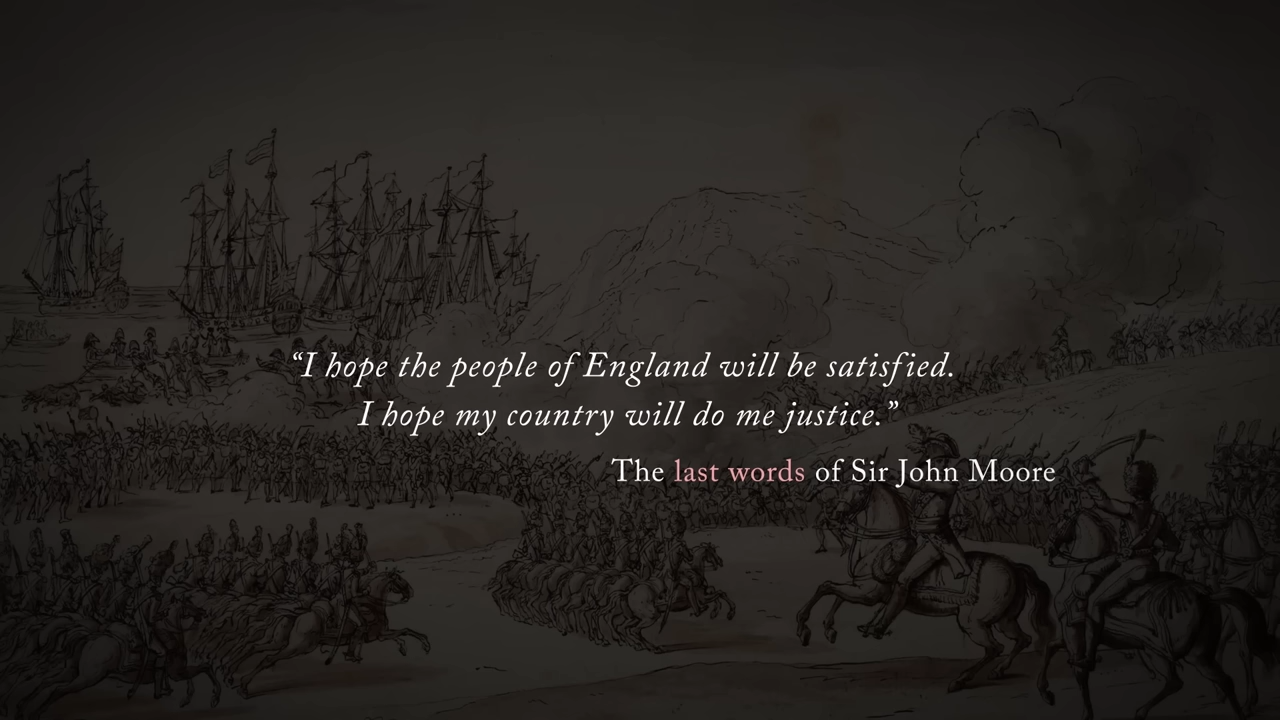 “I hope the people of England will be satisfied.
I hope my country will do me justice.”
The last words of Sir John Moore